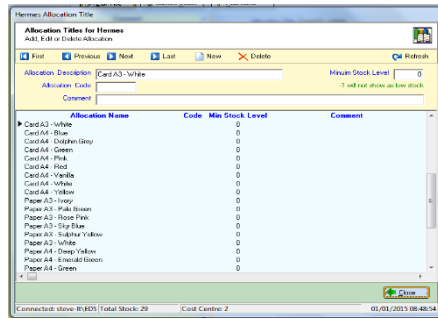 Hermes Allocation Title
Allocation Titles for Hermes
Add, Edit or Delete Allocation
First Previous Next Last New Delete Refresh
Allocation Description Card A3 - White Minuim Stock Level 0
Allocation Code -1 will not show as low stock
Comment
Allocation Name Code Min Stock Level Comment
Card A3 - White 0
Card A4 - Blue 0
Card A4 - Dolphin Grey 0
Card A4 - Green 0
Card A4 - Pink 0
Card A4 - Red 0
Card A4 - Vanilla 0
Card A4 - White 0
Card A4 - Yellow 0
Paper A3 - Ivory 0
Paper A3 - Pale Green 0
Paper A3 - Rose Pink 0
Paper A3 - Sky Blue 0
Paper A3 - Sulphur Yellow 0
Paper A3 - White 0
Paper A4 - Deep Yellow 0
Paper A4 - Emerald Green 0
Paper A4 - Green 0
Close
Connected: Total Stock: 29 Cost Centre: 2 01/01/2015 08:48:54